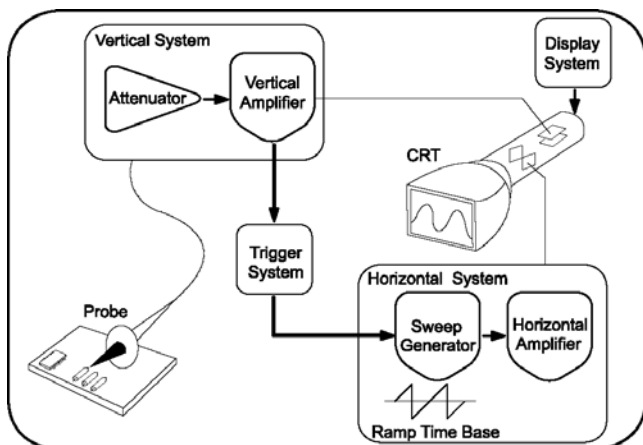 Vertical System
Attenuator
Vertical
Amplifier
Display
System
CRT
Trigger
System
Probe
Horizontal System
Sweep
Generator
Horizontal
Amplifier
Ramp Time Base